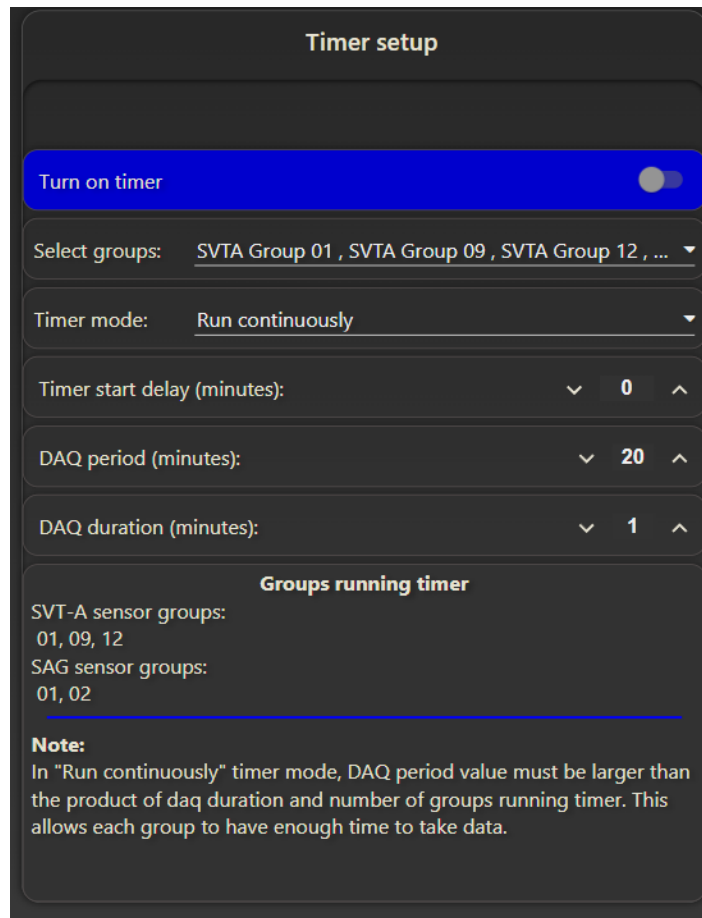 Timer setup
Turn on timer
Select groups: SVTA Group 01 , SVTA Group 09 , SVTA Group 12 , ...
Timer mode: Run continuously
Timer start delay (minutes): 0
DAQ period (minutes): 20
DAQ duration (minutes): 1
Groups running timer
SVT-A sensor groups:
01, 09, 12
SAG sensor groups:
01, 02
Note:
In "Run continuously" timer mode, DAQ period value must be larger than
the product of daq duration and number of groups running timer. This
allows each group to have enough time to take data.